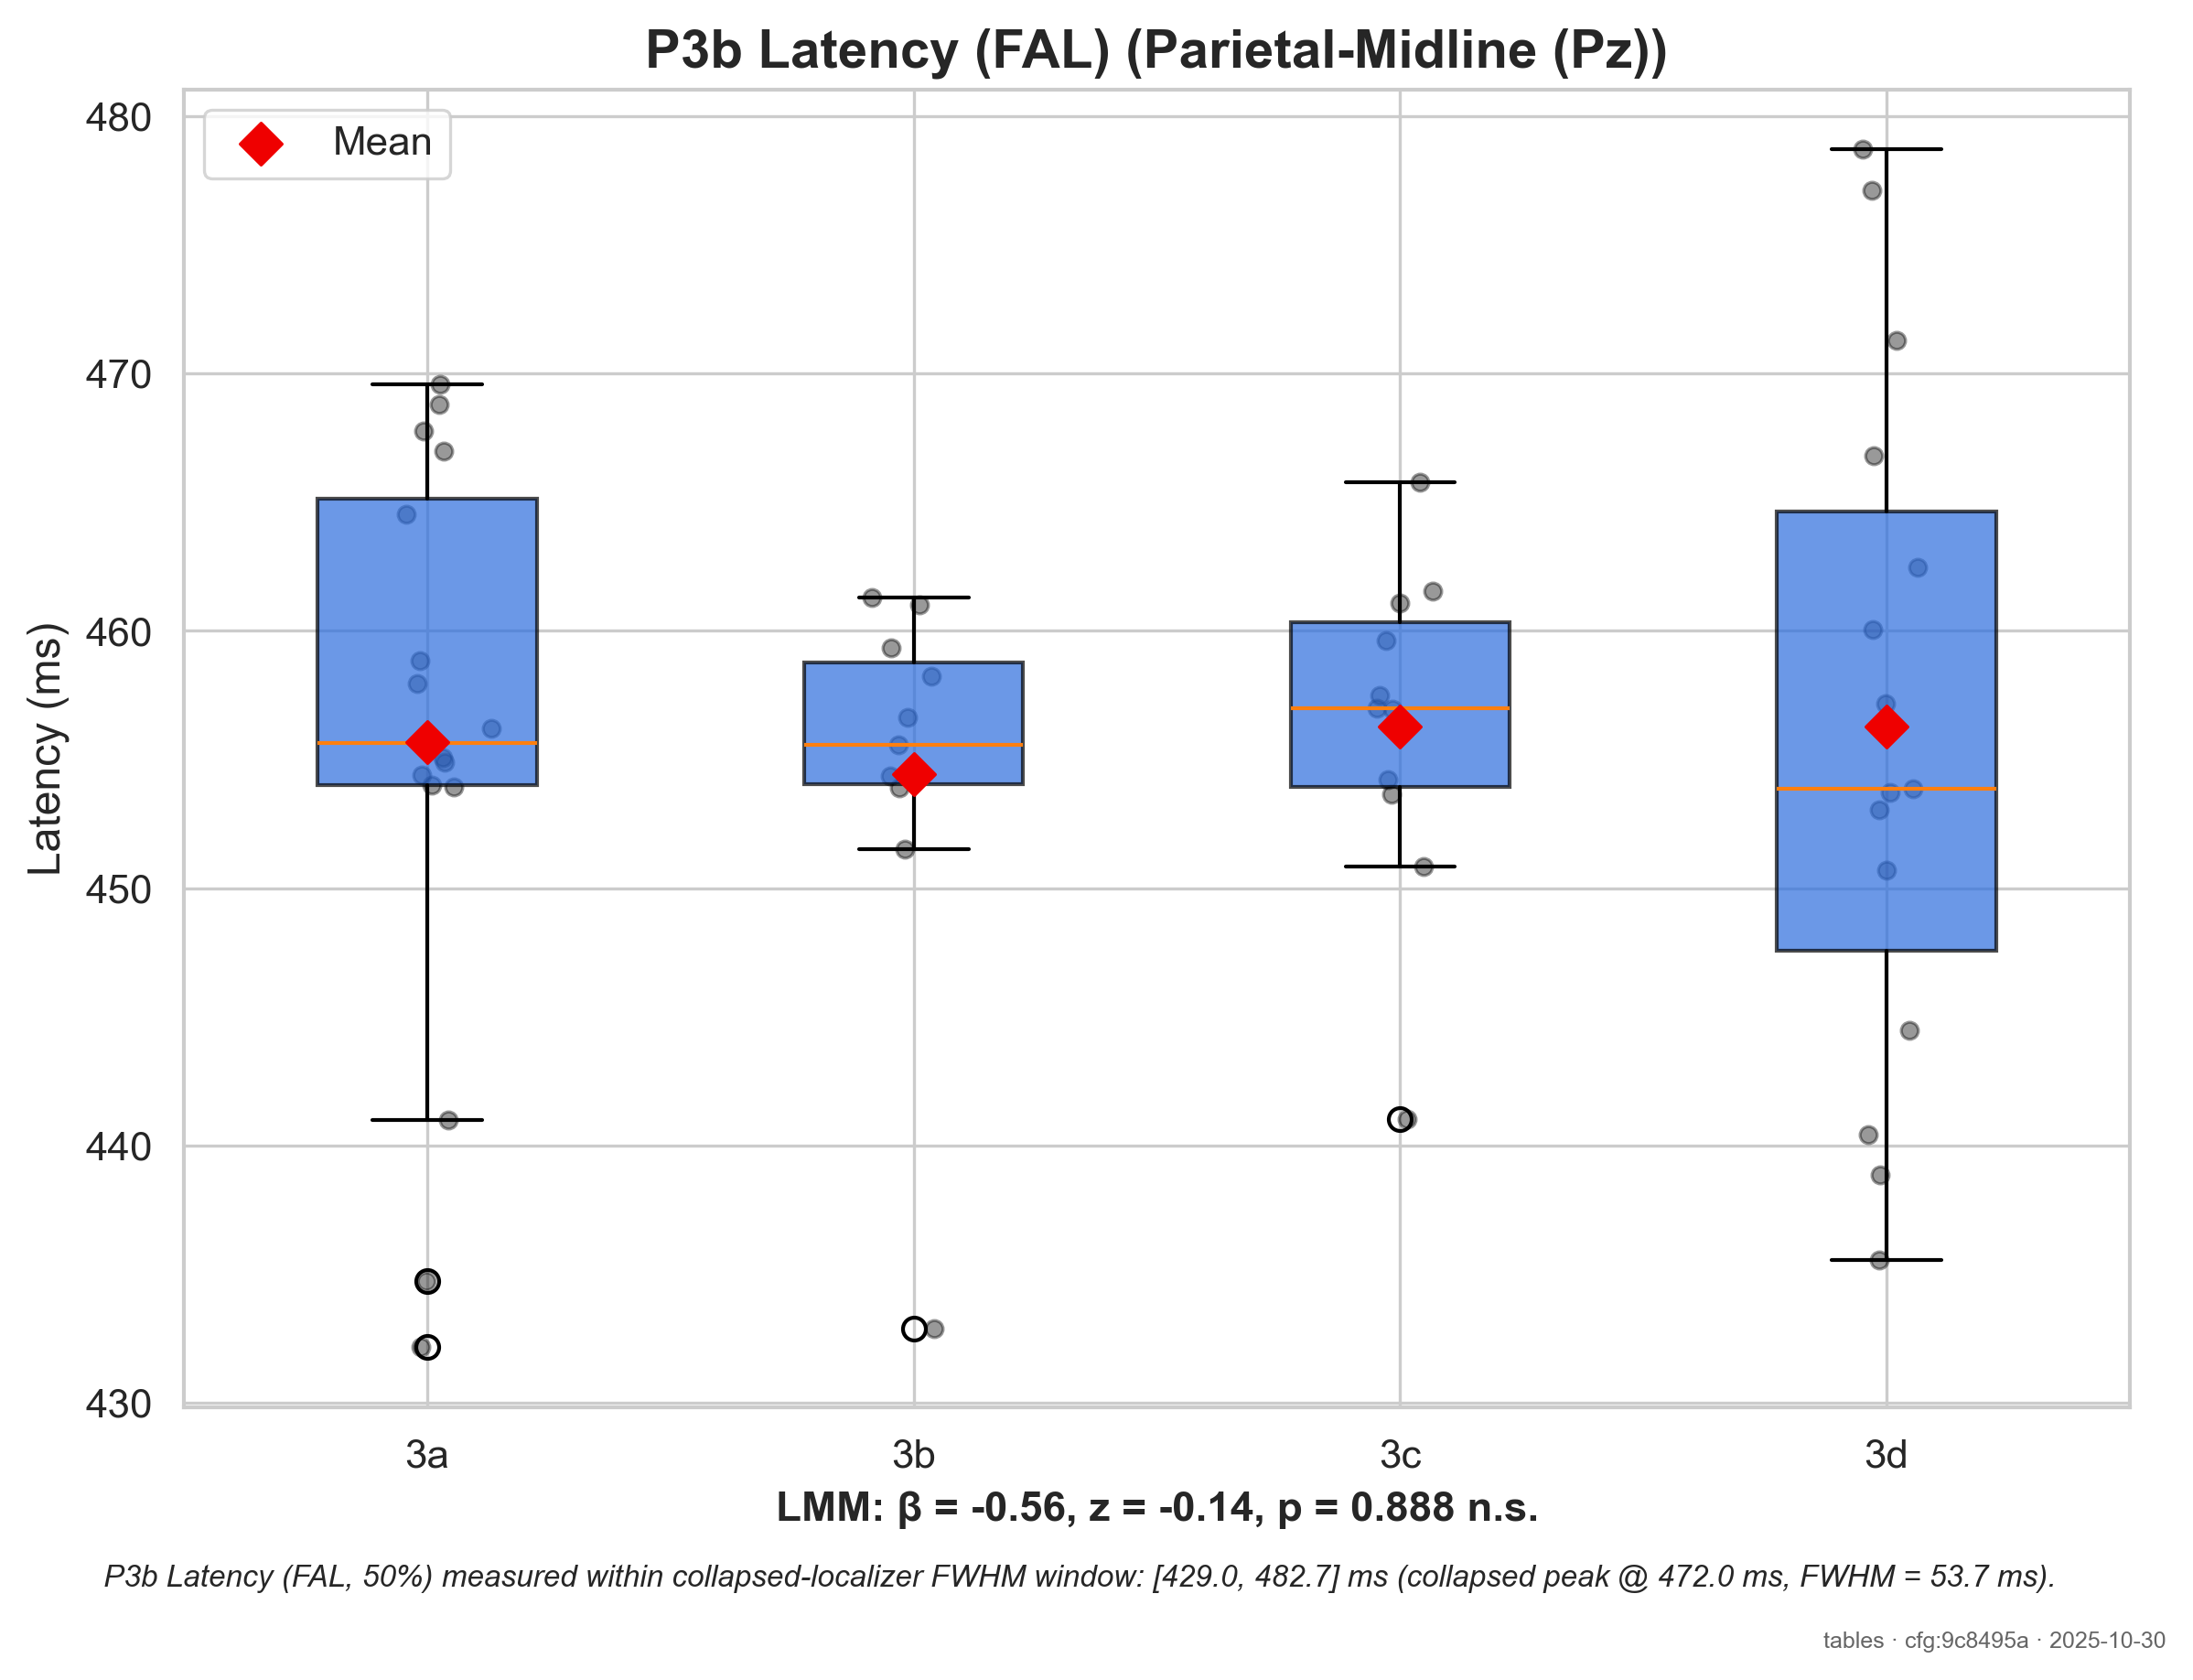 P3b Latency (FAL) (Parietal-Midline (Pz))
Mean
Latency (ms)
480
470
460
450
440
430
3a 3b 3c 3d
LMM: β = -0.56, z = -0.14, p = 0.888 n.s.
P3b Latency (FAL, 50%) measured within collapsed-localizer FWHM window: [429.0, 482.7] ms (collapsed peak @ 472.0 ms, FWHM = 53.7 ms).
tables · cfg:9c8495a · 2025-10-30